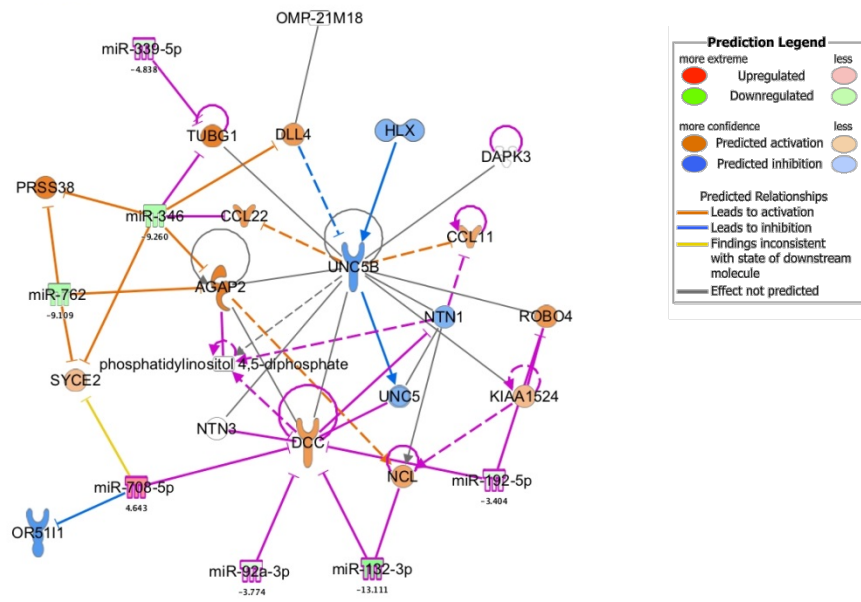 OMP-21M18
miR-339-5p
-4.838
TUBG1
DLL4
HLX
DAPK3
PRSS38
miR-346
-9.260
CCL22
CCL11
UNC5B
miR-762
-9.109
AGAP2
NTN1
ROBO4
phosphatidylinositol 4,5-diphosphate
SYCE2
UNC5
KIAA1524
NTN3
DCC
NCL
miR-192-5p
-3.404
miR-708-5p
4.643
OR51I1
miR-92a-3p
-3.774
miR-132-3p
-13.111
Prediction Legend
more extreme less
Upregulated
Downregulated
more confidence less
Predicted activation
Predicted inhibition
Predicted Relationships
Leads to activation
Leads to inhibition
Findings inconsistent
with state of downstream
molecule
Effect not predicted